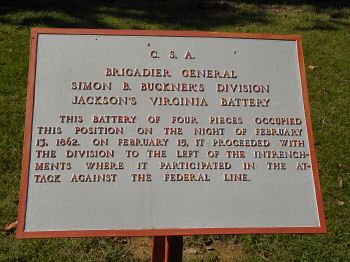 C. S. A.
BRIGADIER GENERAL
SIMON B. BUCKNER'S DIVISION
JACKSON'S VIRGINIA BATTERY
THIS BATTERY OF FOUR PIECES OCCUPIED
THIS POSITION ON THE NIGHT OF FEBRUARY
13, 1862. ON FEBRUARY 15, IT PROCEEDED WITH
THE DIVISION TO THE LEFT OF THE INTRENCH-
MENTS WHERE IT PARTICIPATED IN THE AT-
TACK AGAINST THE FEDERAL LINE.